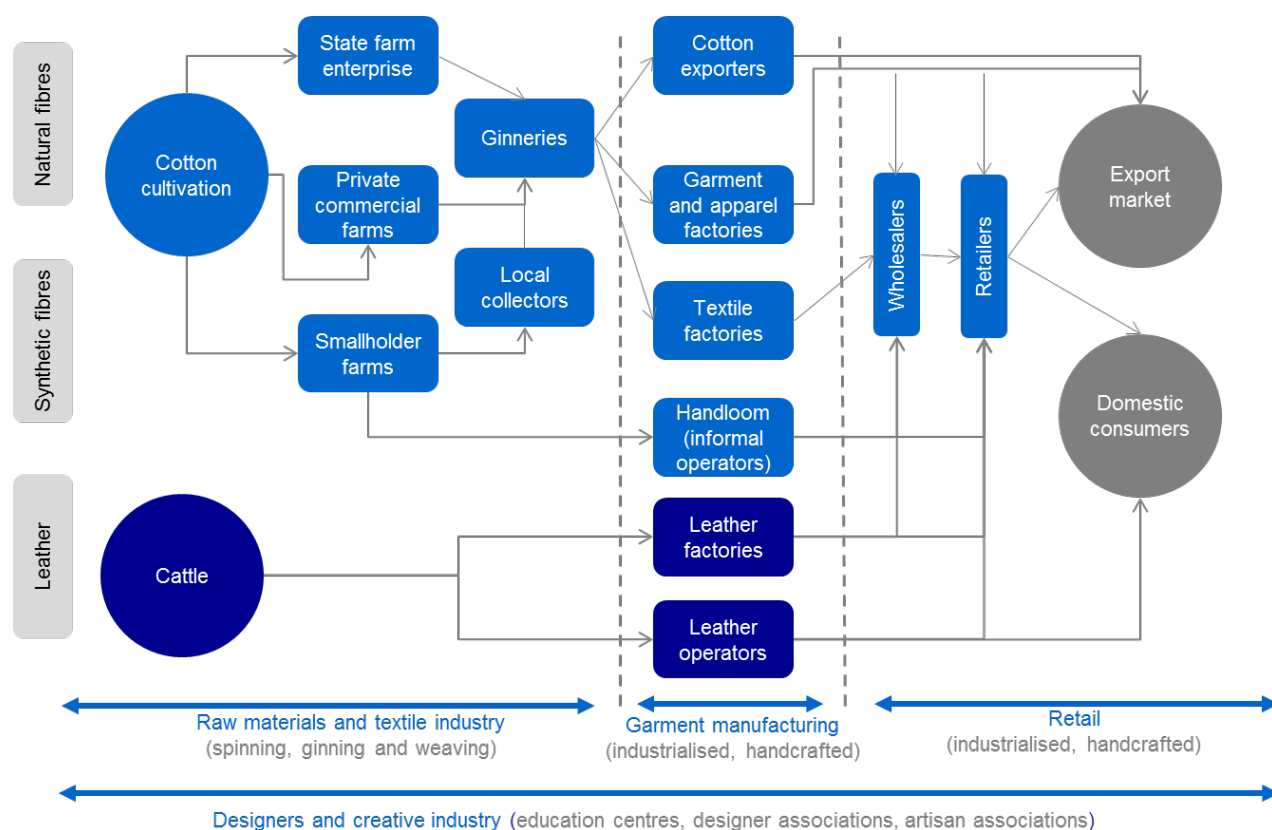 Natural fibres
Synthetic fibres
Leather
Cotton
cultivation
State farm
enterprise
Private
commercial
farms
Smallholder
farms
Ginneries
Local
collectors
Cattle
Cotton
exporters
Garment
and apparel
factories
Textile
factories
Handloom
(informal
operators)
Leather
factories
Leather
operators
Wholesalers
Retailers
Export
market
Domestic
consumers
Raw materials and textile industry
(spinning, ginning and weaving)
Garment manufacturing
(industrialised, handcrafted)
Retail
(industrialised, handcrafted)
Designers and creative industry (education centres, designer associations, artisan associations)